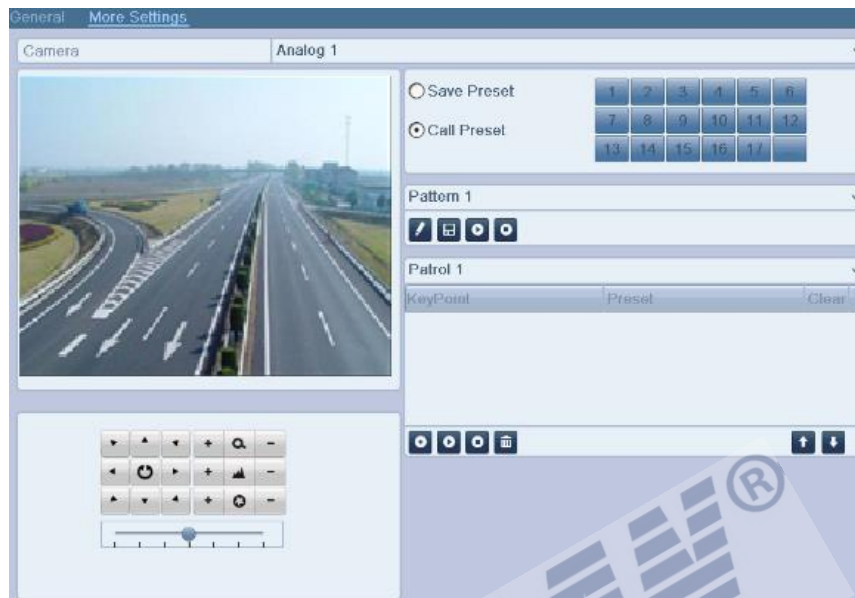 General More Settings
Camera Analog 1
Save Preset
Call Preset
1 2 3 4 5 6
7 8 9 10 11 12
13 14 15 16 17
Pattern 1
Patrol 1
KeyPoint Preset Clear
®